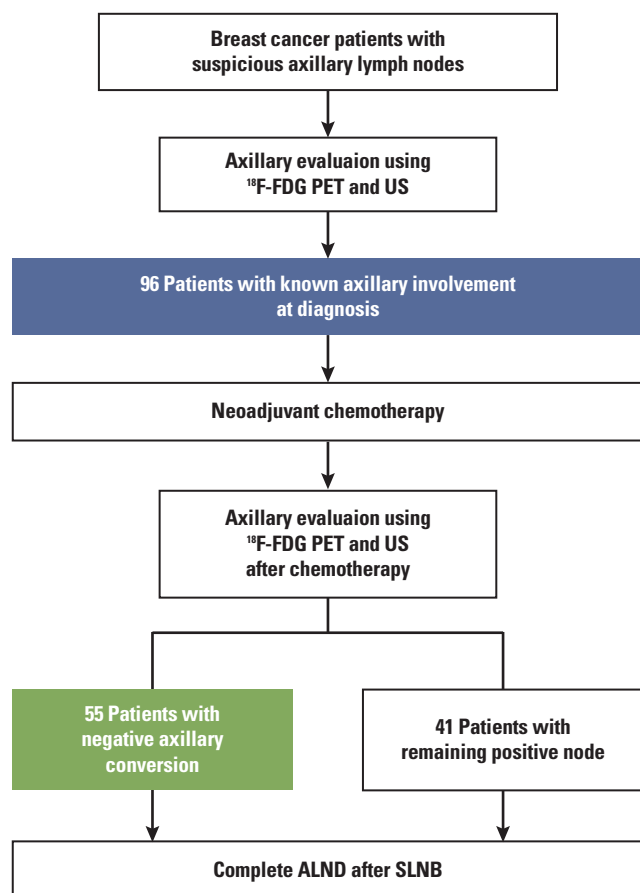 Breast cancer patients with
suspicious axillary lymph nodes
Axillary evaluaion using
¹⁸F-FDG PET and US
96 Patients with known axillary involvement
at diagnosis
Neoadjuvant chemotherapy
Axillary evaluaion using
¹⁸F-FDG PET and US
after chemotherapy
55 Patients with
negative axillary
conversion
41 Patients with
remaining positive node
Complete ALND after SLNB